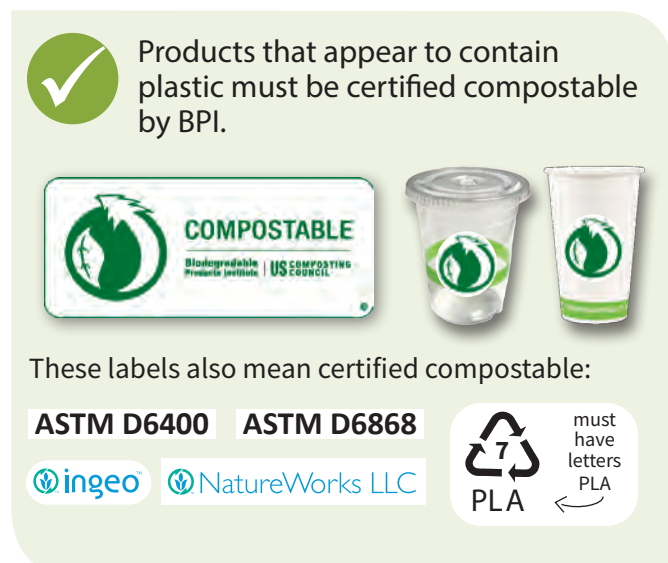 Products that appear to contain
plastic must be certified compostable
by BPI.
COMPOSTABLE
Biodegradable
Products Institute
US COMPOSTING
COUNCIL
These labels also mean certified compostable:
ASTM D6400 ASTM D6868
ingeo™ NatureWorks LLC
7
PLA
must
have
letters
PLA